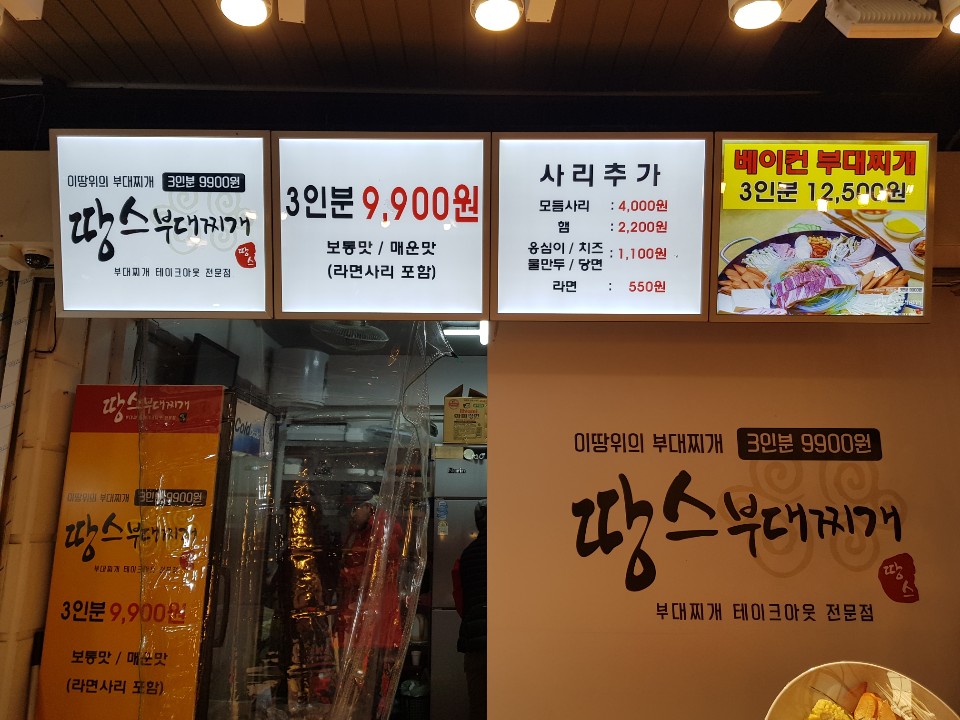 이땅위의 부대찌개 3인분 9900원
땅스부대찌개
땅스
부대찌개 테이크아웃 전문점
3인분 9,900원
보통맛 / 매운맛
(라면사리 포함)
사리추가
모듬사리 : 4,000원
햄 : 2,200원
옹심이 / 치즈
물만두 / 당면 : 1,100원
라면 : 550원
베이컨 부대찌개
3인분 12,500원
땅스부대찌개
이땅위의 부대찌개 3인분 9900원
땅스부대찌개
부대찌개 테이크아웃 전문점
3인분 9,900원
보통맛 / 매운맛
(라면사리 포함)
Cold
이땅위의 부대찌개 3인분 9900원
땅스부대찌개
땅스
부대찌개 테이크아웃 전문점